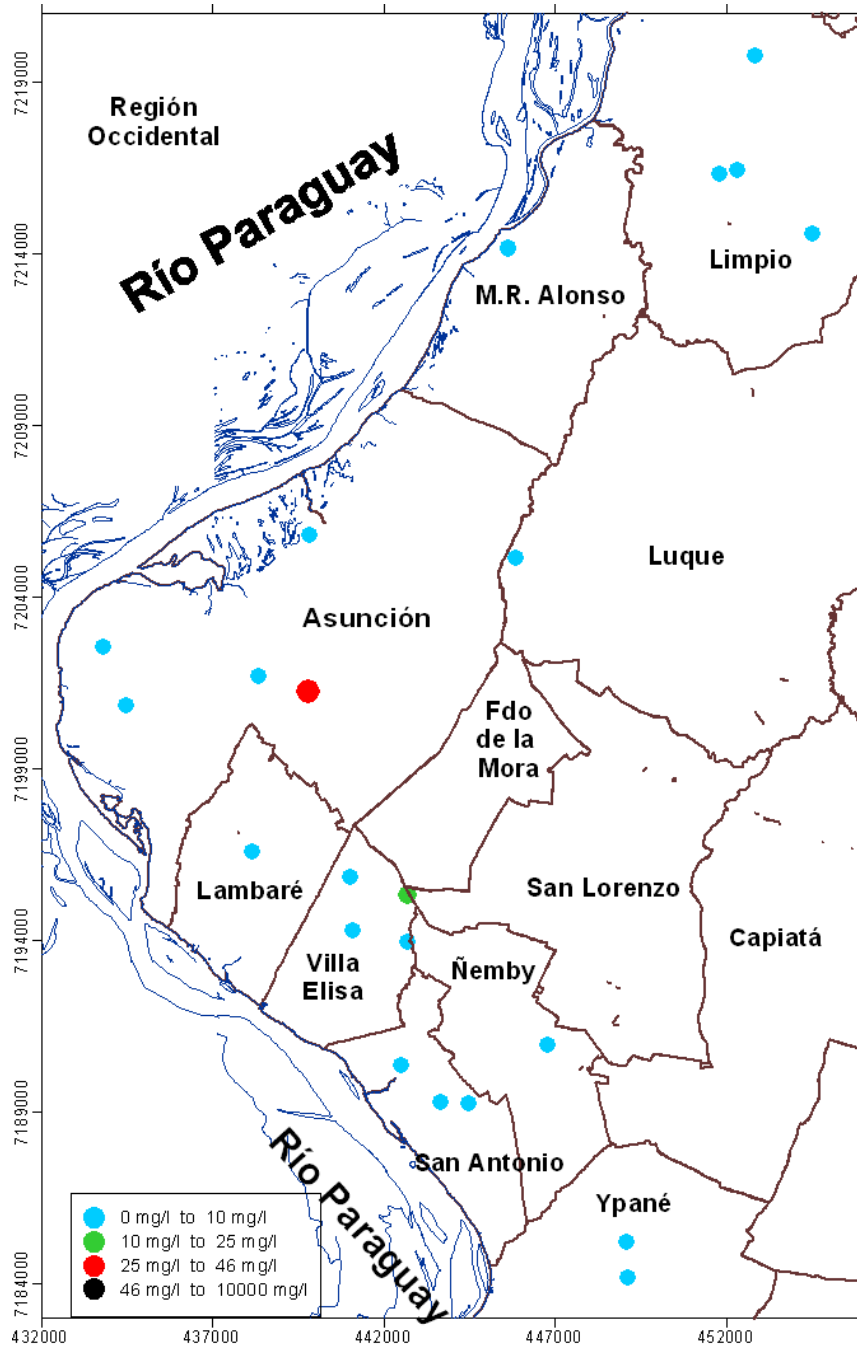 7219000
Región
Occidental
Río Paraguay
7214000
Limpio
M.R. Alonso
7209000
Luque
7204000
Asunción
Fdo
de la
Mora
7199000
Lambaré
San Lorenzo
7194000
Capiatá
Villa
Elisa
Ñemby
7189000
Río Paraguay
San Antonio
Ypané
0 mg/l to 10 mg/l
10 mg/l to 25 mg/l
25 mg/l to 46 mg/l
46 mg/l to 10000 mg/l
7184000
432000 437000 442000 447000 452000